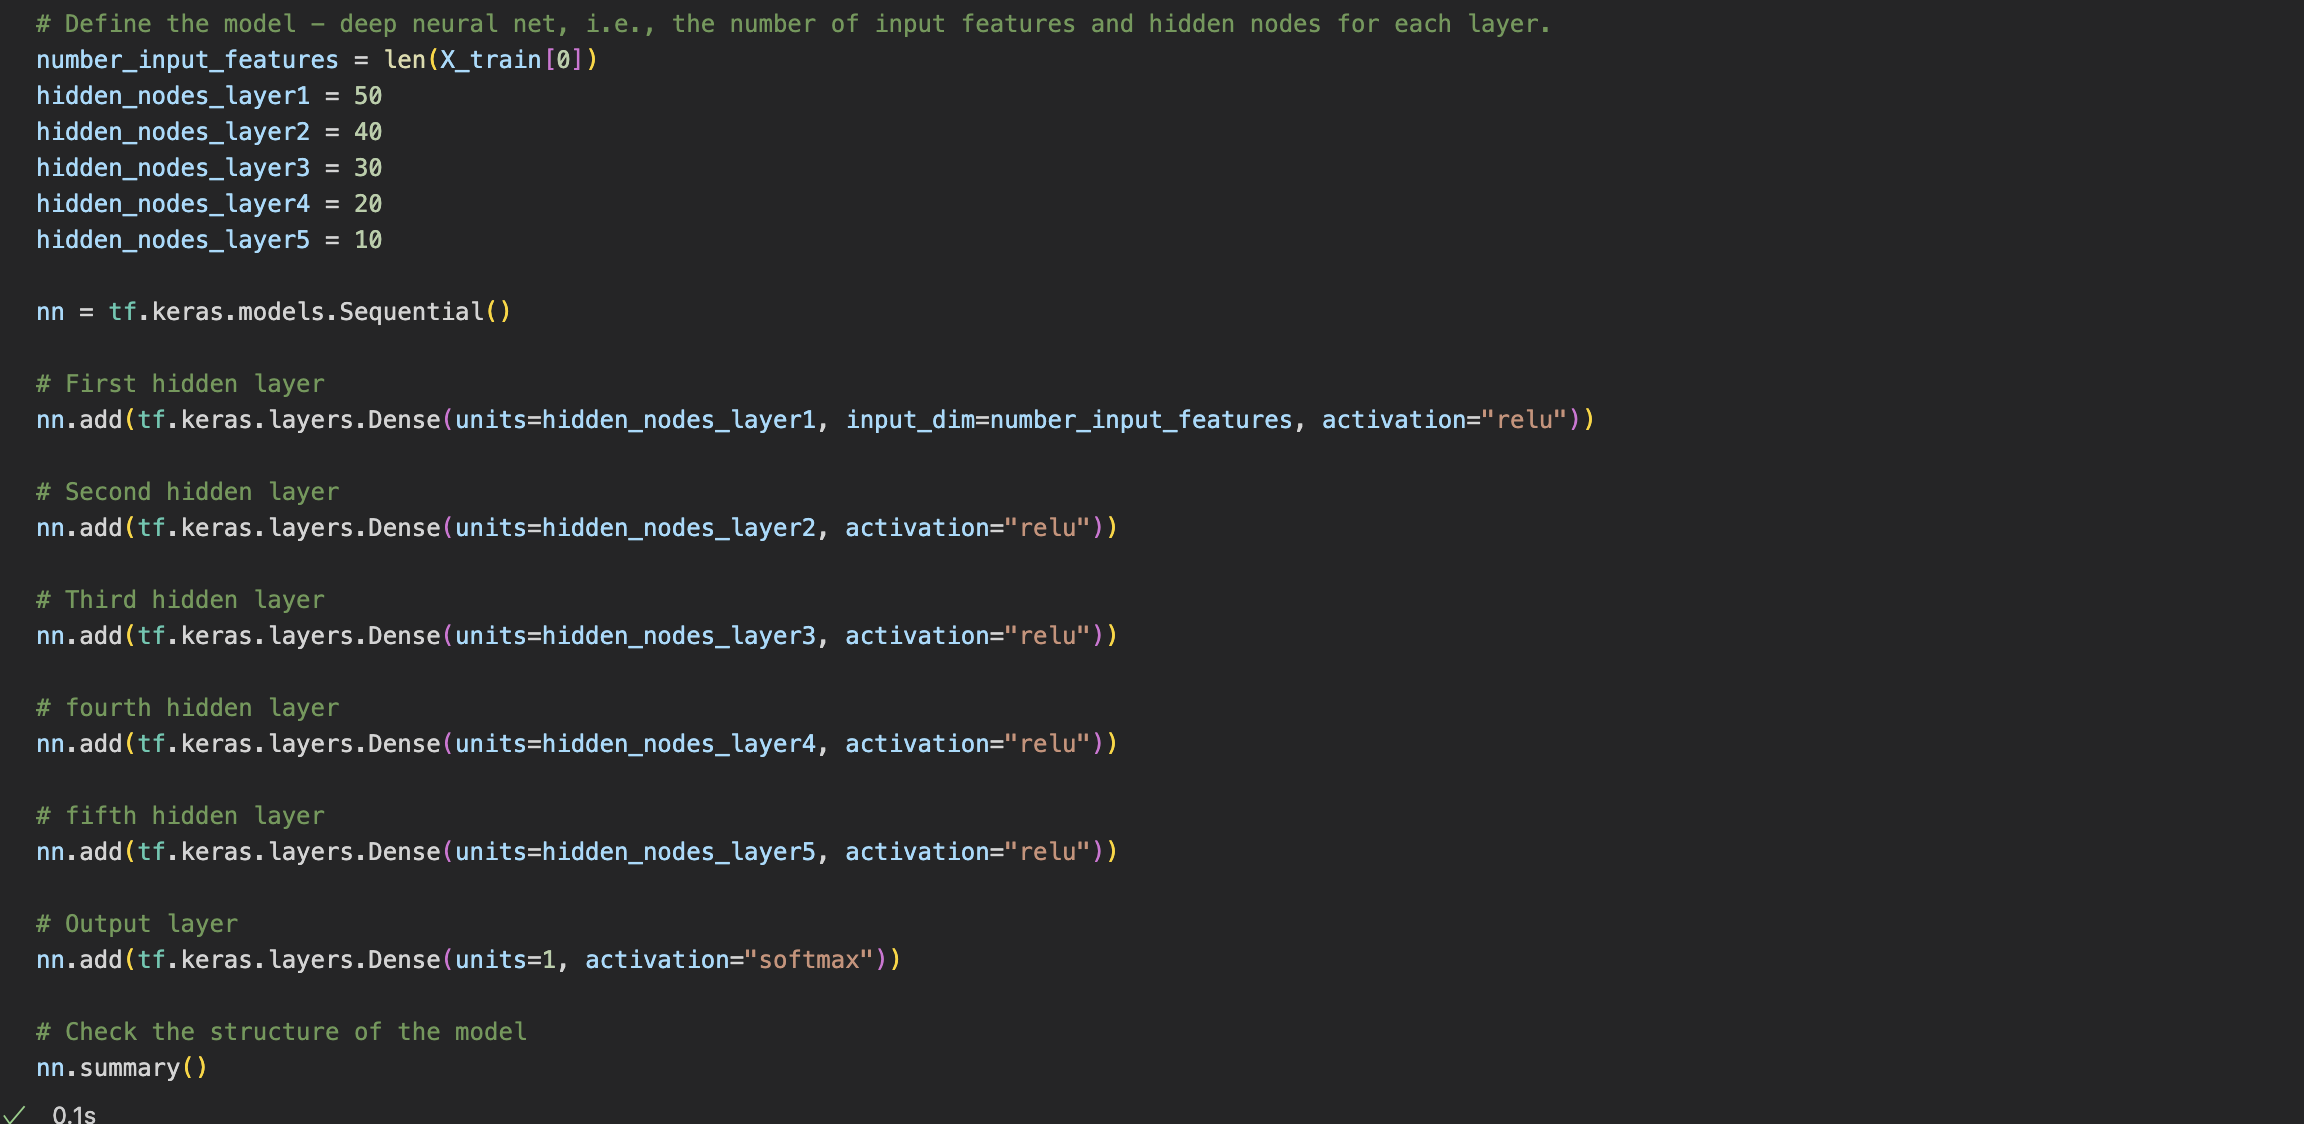 # Define the model – deep neural net, i.e., the number of input features and hidden nodes for each layer.
number_input_features = len(X_train[0])
hidden_nodes_layer1 = 50
hidden_nodes_layer2 = 40
hidden_nodes_layer3 = 30
hidden_nodes_layer4 = 20
hidden_nodes_layer5 = 10
nn = tf.keras.models.Sequential()
# First hidden layer
nn.add(tf.keras.layers.Dense(units=hidden_nodes_layer1, input_dim=number_input_features, activation="relu"))
# Second hidden layer
nn.add(tf.keras.layers.Dense(units=hidden_nodes_layer2, activation="relu"))
# Third hidden layer
nn.add(tf.keras.layers.Dense(units=hidden_nodes_layer3, activation="relu"))
# fourth hidden layer
nn.add(tf.keras.layers.Dense(units=hidden_nodes_layer4, activation="relu"))
# fifth hidden layer
nn.add(tf.keras.layers.Dense(units=hidden_nodes_layer5, activation="relu"))
# Output layer
nn.add(tf.keras.layers.Dense(units=1, activation="softmax"))
# Check the structure of the model
nn.summary()
0.1s